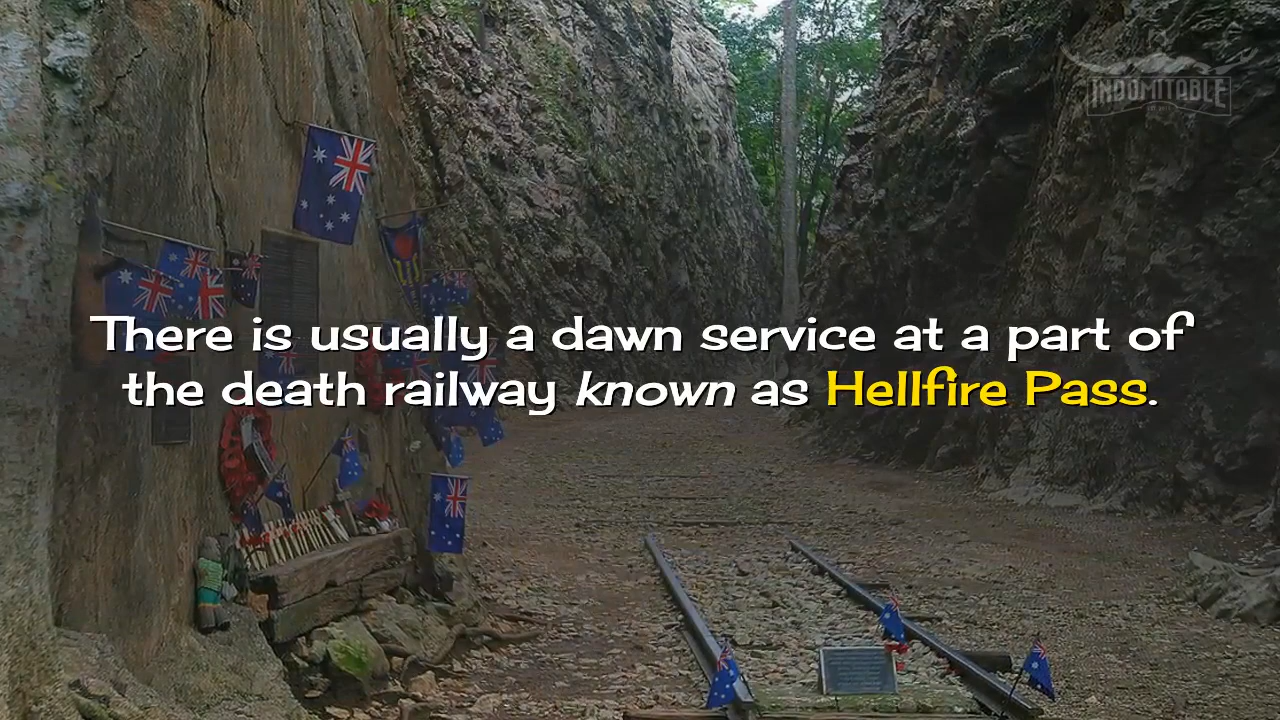 INDOMITABLE
There is usually a dawn service at a part of
the death railway known as Hellfire Pass.